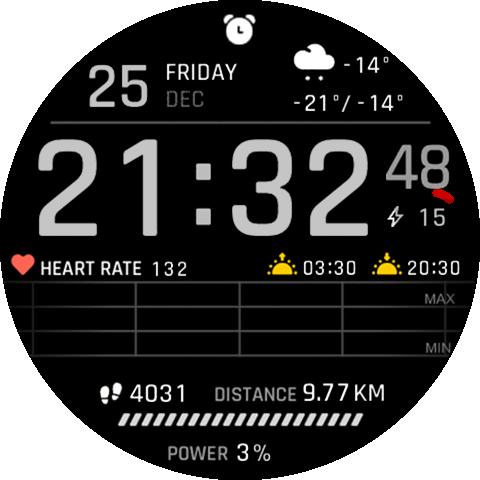 25 FRIDAY
DEC
-14°
-21°/-14°
21:32 48
15
HEART RATE 132 03:30 20:30
MAX
MIN
4031 DISTANCE 9.77 KM
POWER 3%